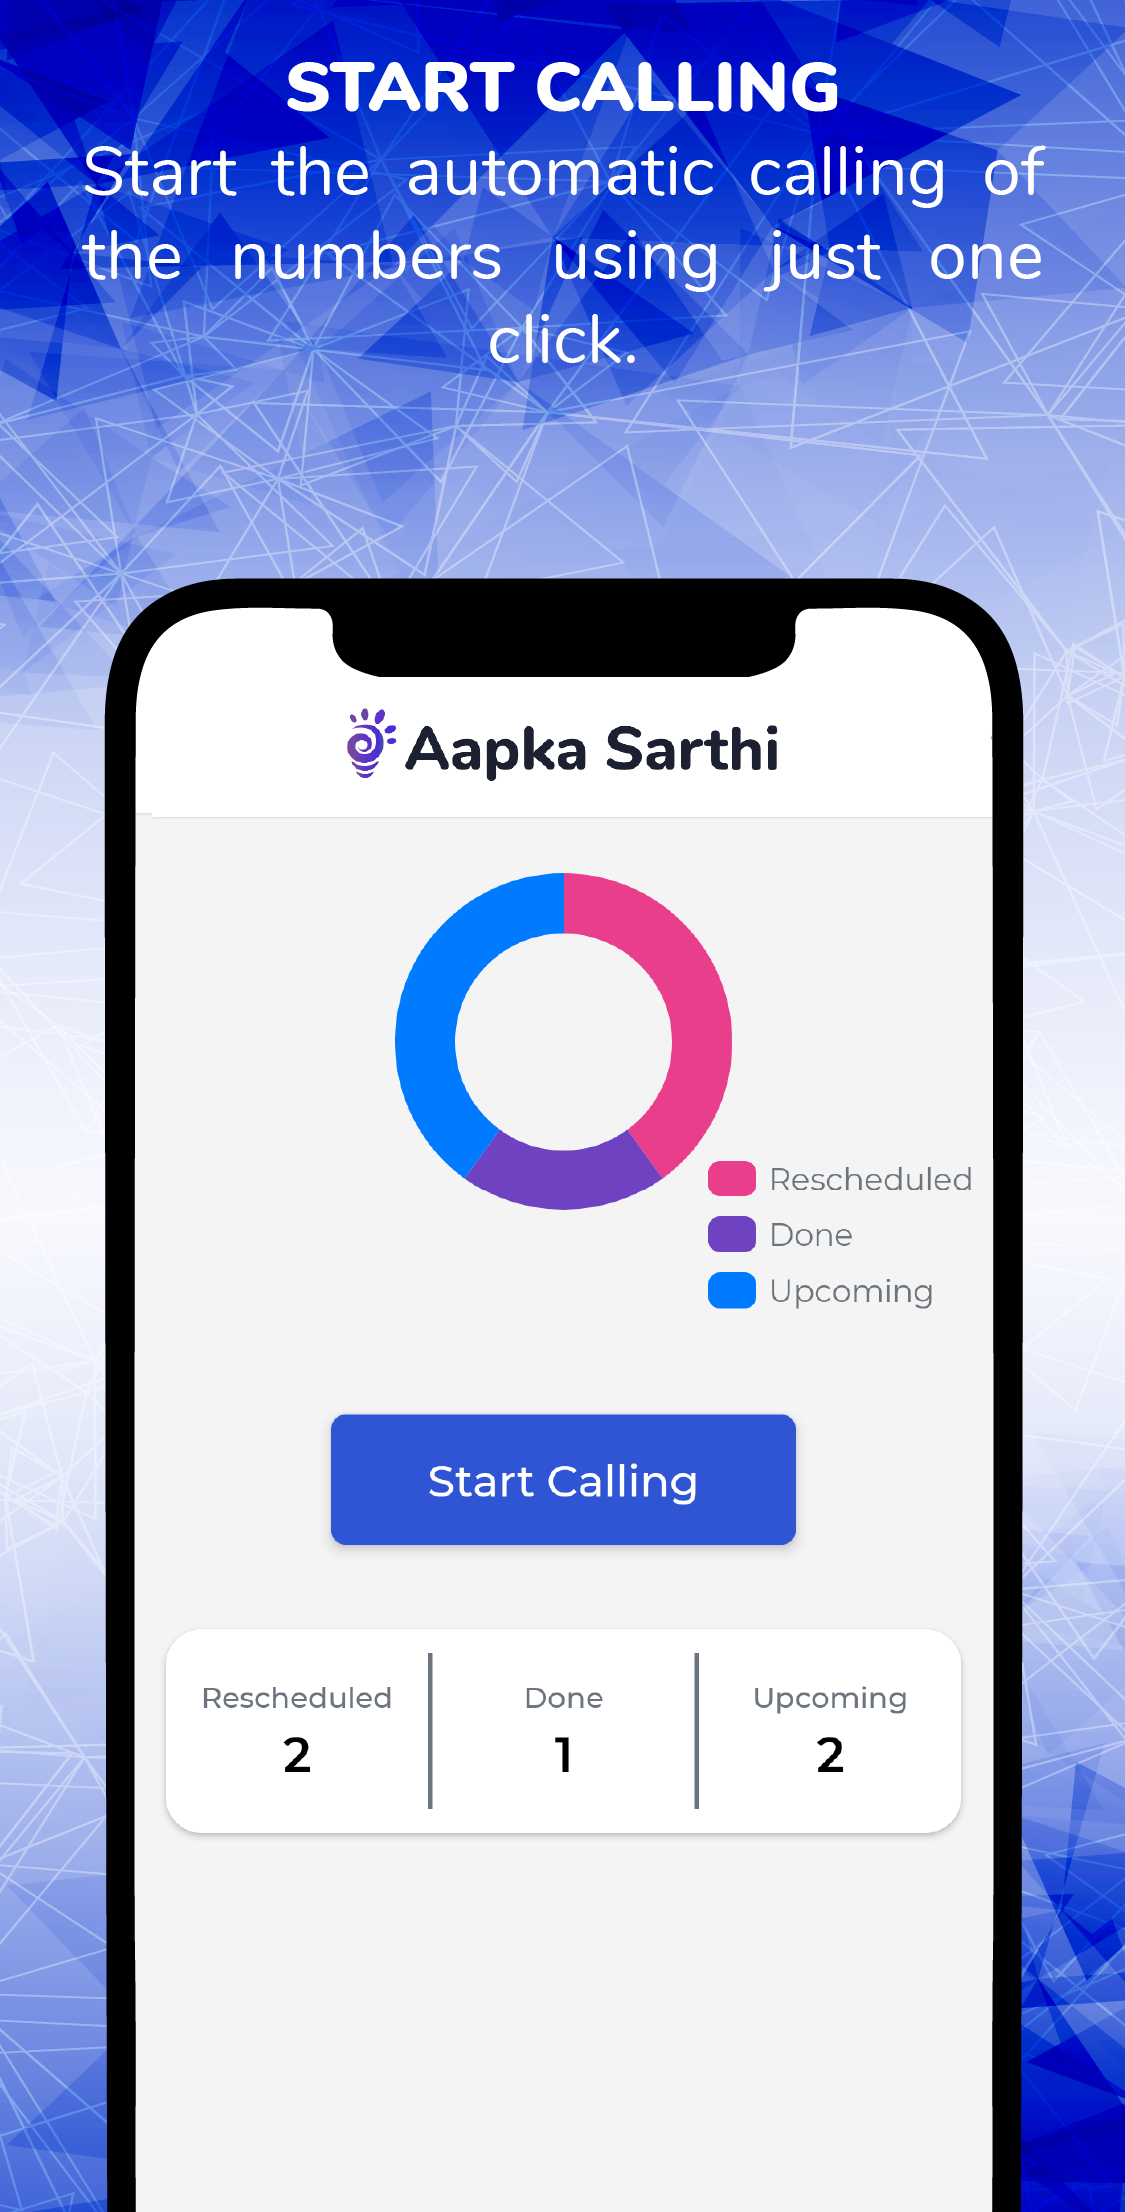 START CALLING
Start the automatic calling of
the numbers using just one
click.
Aapka Sarthi
Rescheduled
Done
Upcoming
Start Calling
Rescheduled Done Upcoming
2 1 2